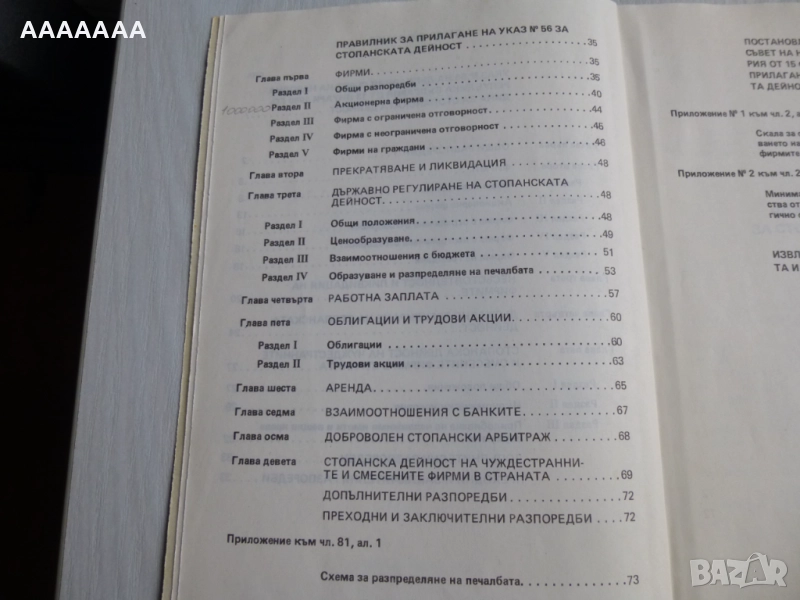 AAAAAAA
ПРАВИЛНИК ЗА ПРИЛАГАНЕ НА УКАЗ № 56 ЗА
СТОПАНСКАТА ДЕЙНОСТ . . . . . . . . . . . . . . . . 35
Глава първа ФИРМИ. . . . . . . . . . . . . . . . . . . . . . . . . 35
Раздел I Общи разпоредби . . . . . . . . . . . . . . . . . . . . 35
Раздел II Акционерна фирма . . . . . . . . . . . . . . . . . . . 40
Раздел III Фирма с ограничена отговорност . . . . . . . . . . . . 44
Раздел IV Фирма с неограничена отговорност . . . . . . . . . . 45
Раздел V Фирми на граждани . . . . . . . . . . . . . . . . . . 46
Глава втора ПРЕКРАТЯВАНЕ И ЛИКВИДАЦИЯ . . . . . . . . . . 48
Глава трета ДЪРЖАВНО РЕГУЛИРАНЕ НА СТОПАНСКАТА
ДЕЙНОСТ. . . . . . . . . . . . . . . . . . . . . . . . 48
Раздел I Общи положения. . . . . . . . . . . . . . . . . . . . 48
Раздел II Ценообразуване. . . . . . . . . . . . . . . . . . . . 49
Раздел III Взаимоотношения с бюджета . . . . . . . . . . . . . 51
Раздел IV Образуване и разпределяне на печалбата . . . . . . . 53
Глава четвърта РАБОТНА ЗАПЛАТА . . . . . . . . . . . . . . . . . 57
Глава пета ОБЛИГАЦИИ И ТРУДОВИ АКЦИИ. . . . . . . . . . 60
Раздел I Облигации . . . . . . . . . . . . . . . . . . . . . . . 60
Раздел II Трудови акции . . . . . . . . . . . . . . . . . . . . . 63
Глава шеста АРЕНДА. . . . . . . . . . . . . . . . . . . . . . . . 65
Глава седма ВЗАИМООТНОШЕНИЯ С БАНКИТЕ. . . . . . . . . 67
Глава осма ДОБРОВОЛЕН СТОПАНСКИ АРБИТРАЖ . . . . . . 68
Глава девета СТОПАНСКА ДЕЙНОСТ НА ЧУЖДЕСТРАННИ-
ТЕ И СМЕСЕНИТЕ ФИРМИ В СТРАНАТА . . . . . . 69
ДОПЪЛНИТЕЛНИ РАЗПОРЕДБИ . . . . . . . . . . . 72
ПРЕХОДНИ И ЗАКЛЮЧИТЕЛНИ РАЗПОРЕДБИ . . . 72
Приложение към чл. 81, ал. 1
Схема за разпределяне на печалбата. . . . . . . . . . . . 73
ПОСТАНОВЛ
СЪВЕТ НА М
РИЯ ОТ 15
ПРИЛАГАН
ТА ДЕЙНО
Приложение № 1 към чл. 2, а
Скала за
ването на
фирмите
Приложение № 2 към чл. 2
Миними
ства от
гично
ИЗВЛ
ТА И
BAZAR
.bg